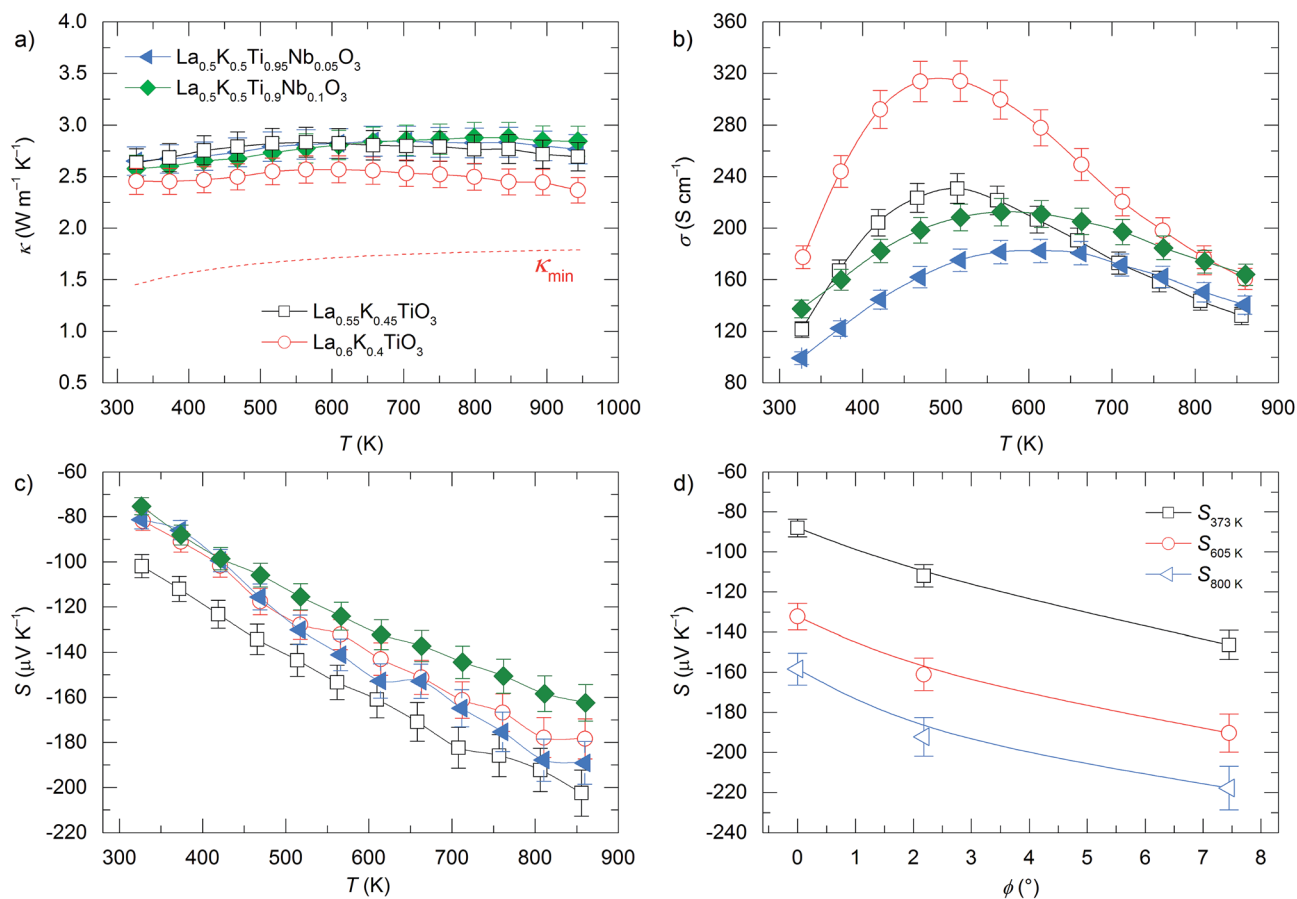 a)
4.0
3.5
3.0
2.5
2.0
1.5
1.0
0.5
κ (W m⁻¹ K⁻¹)
La₀.₅K₀.₅Ti₀.₉₅Nb₀.₀₅O₃
La₀.₅K₀.₅Ti₀.₉Nb₀.₁O₃
κmin
La₀.₅₅K₀.₄₅TiO₃
La₀.₆K₀.₄TiO₃
300 400 500 600 700 800 900 1000
T (K)
b)
360
320
280
240
200
160
120
80
σ (S cm⁻¹)
300 400 500 600 700 800 900
T (K)
c)
-60
-80
-100
-120
-140
-160
-180
-200
-220
S (μV K⁻¹)
300 400 500 600 700 800 900
T (K)
d)
-60
-80
-100
-120
-140
-160
-180
-200
-220
-240
S (μV K⁻¹)
S373 K
S605 K
S800 K
0 1 2 3 4 5 6 7 8
ϕ (°)